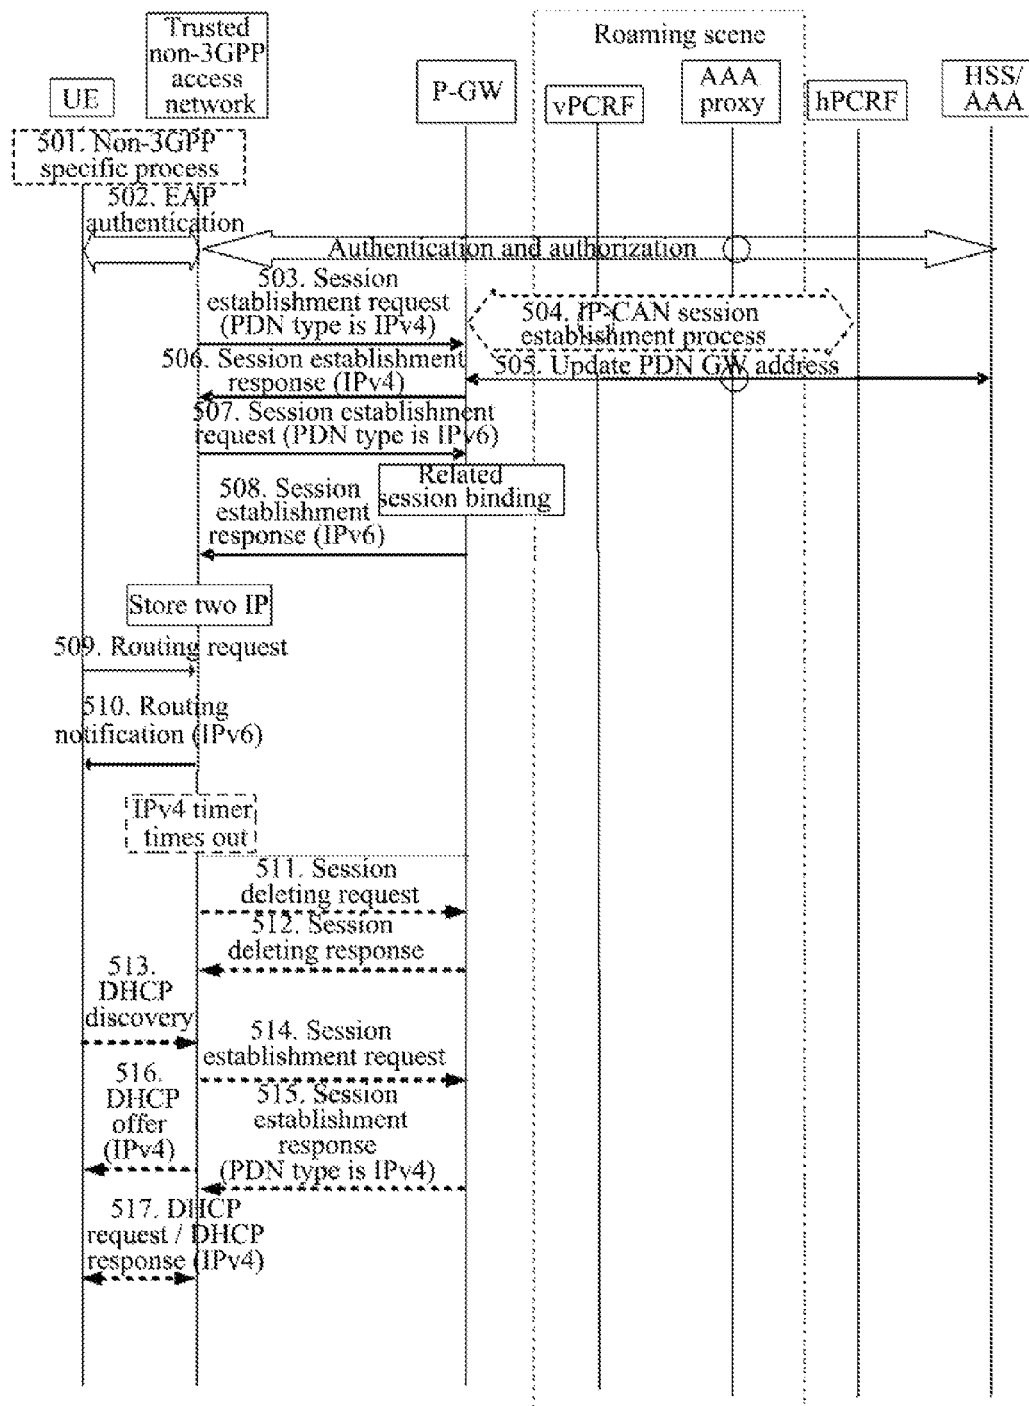 Roaming scene
UE
Trusted
non-3GPP
access
network
P-GW
vPCRF
AAA
proxy
hPCRF
HSS/
AAA
501. Non-3GPP
specific process
502. EAP
authentication
Authentication and authorization
503. Session
establishment request
(PDN type is IPv4)
504. IP-CAN session
establishment process
505. Update PDN GW address
506. Session establishment
response (IPv4)
507. Session establishment
request (PDN type is IPv6)
Related
session binding
508. Session
establishment
response (IPv6)
Store two IP
509. Routing request
510. Routing
notification (IPv6)
IPv4 timer
times out
511. Session
deleting request
512. Session
deleting response
513.
DHCP
discovery
514. Session
establishment request
515. Session
establishment
response
(PDN type is IPv4)
516.
DHCP
offer
(IPv4)
517. DHCP
request / DHCP
response (IPv4)